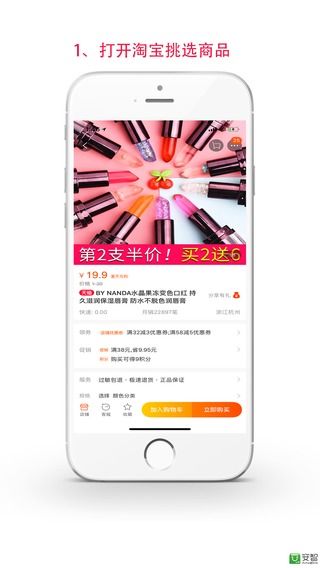 1、打开淘宝挑选商品
第2支半价! 买2送6
¥19.9
价格
BY NANDA水晶果冻变色口红 持
久滋润保湿唇膏 防水不脱色润唇膏
分享有礼
快递: 0.00 月销22897笔 浙江杭州
领券 店铺优惠券 满32减3优惠券;满58减5优惠券
促销 满38元,省9.95元
积分 购买可得9积分
服务 过敏包退 · 极速退货 · 正品保证
规格 选择 颜色分类
店铺 客服 收藏 加入购物车 立即购买
安智